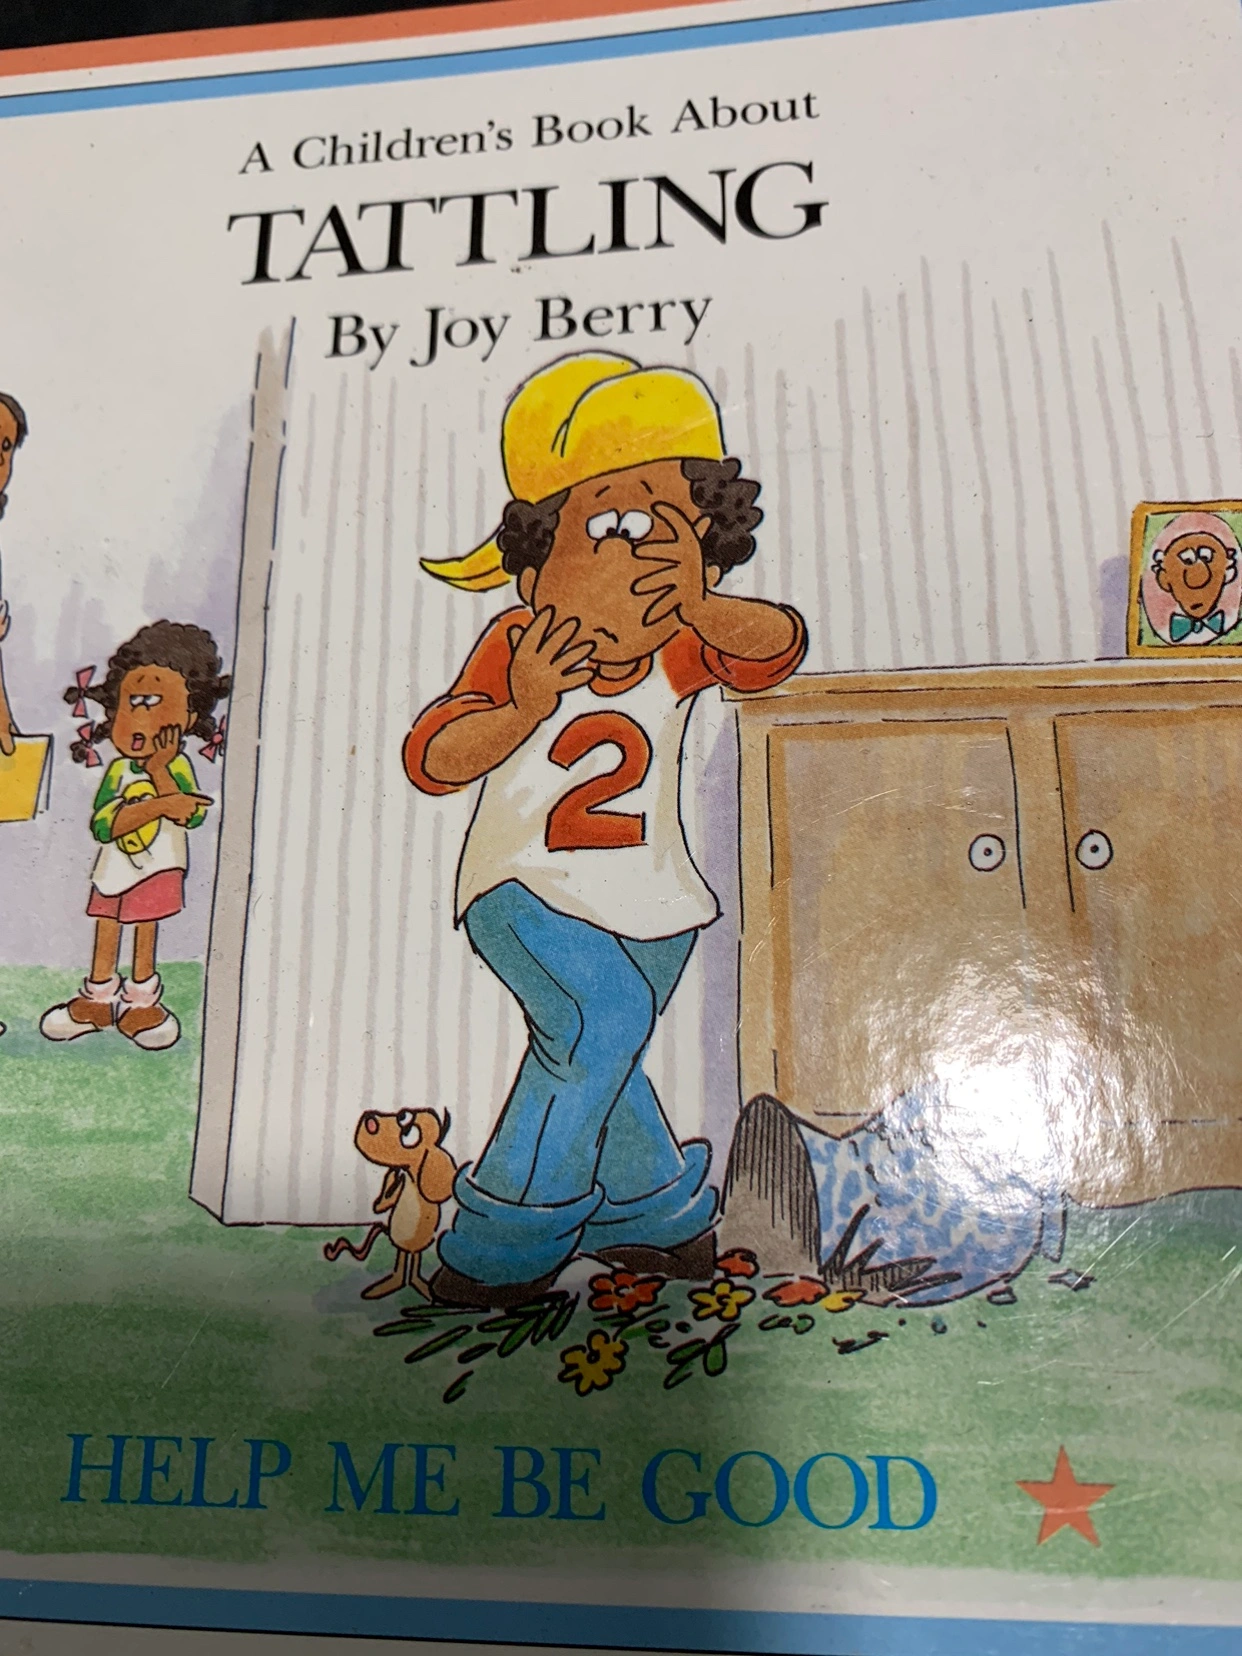 A Children's Book About
TATTLING
By Joy Berry
2
HELP ME BE GOOD